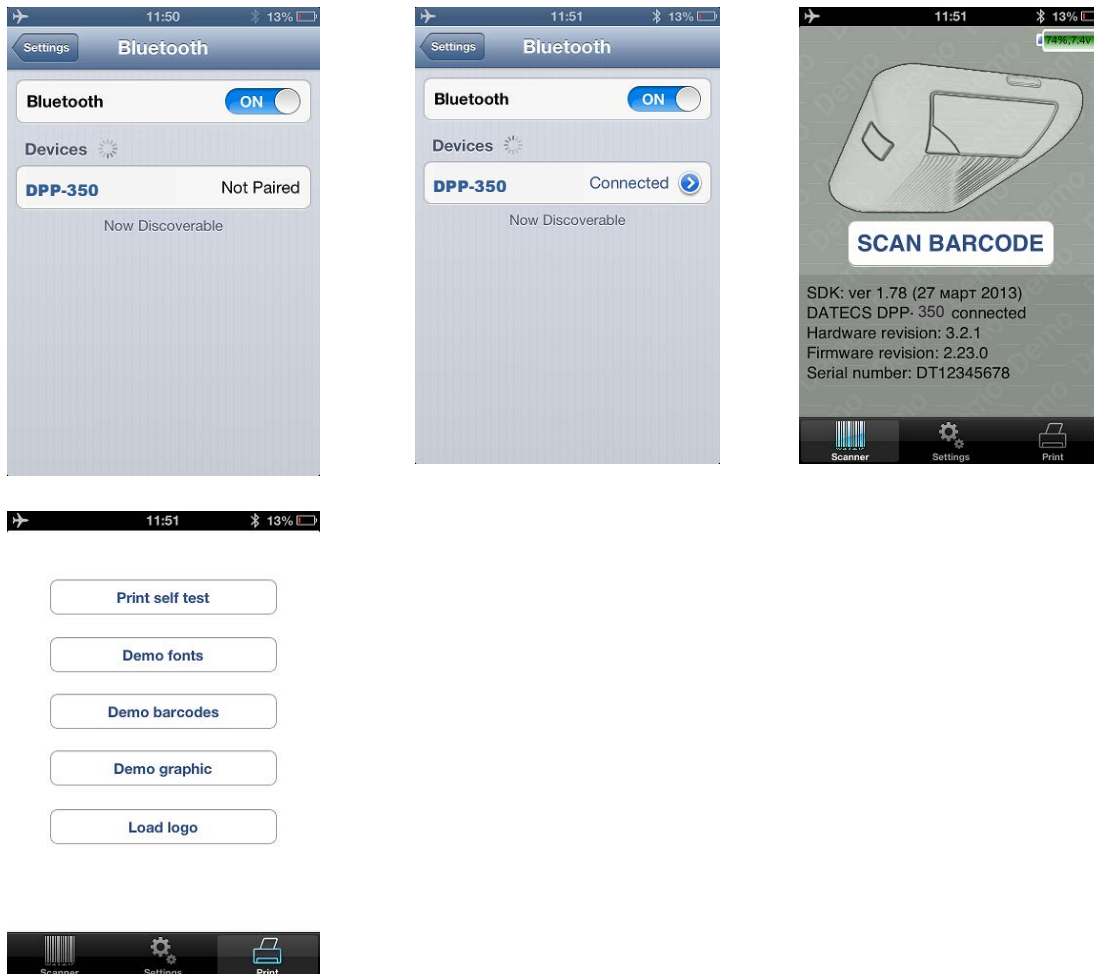 11:50 13%
Settings Bluetooth
Bluetooth ON
Devices
DPP-350 Not Paired
Now Discoverable
11:51 13%
Settings Bluetooth
Bluetooth ON
Devices
DPP-350 Connected
Now Discoverable
11:51 13%
74%,7.4v
SCAN BARCODE
SDK: ver 1.78 (27 март 2013)
DATECS DPP-350 connected
Hardware revision: 3.2.1
Firmware revision: 2.23.0
Serial number: DT12345678
Demo Demo Demo
Scanner Settings Print
11:51 13%
Print self test
Demo fonts
Demo barcodes
Demo graphic
Load logo
Scanner Settings Print